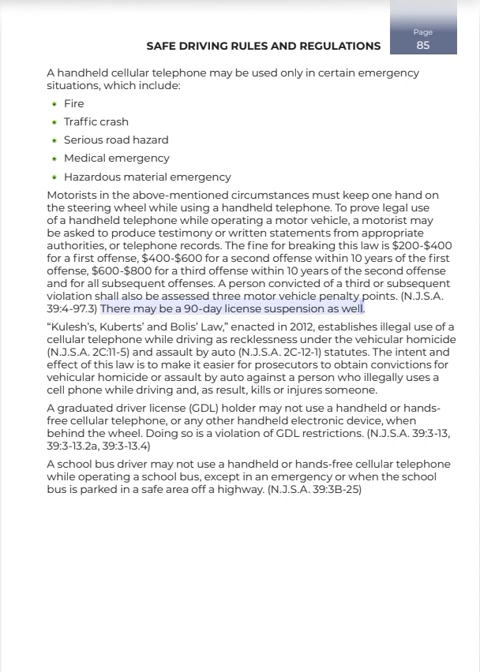 Page
SAFE DRIVING RULES AND REGULATIONS 85
A handheld cellular telephone may be used only in certain emergency
situations, which include:
• Fire
• Traffic crash
• Serious road hazard
• Medical emergency
• Hazardous material emergency
Motorists in the above-mentioned circumstances must keep one hand on
the steering wheel while using a handheld telephone. To prove legal use
of a handheld telephone while operating a motor vehicle, a motorist may
be asked to produce testimony or written statements from appropriate
authorities, or telephone records. The fine for breaking this law is $200-$400
for a first offense, $400-$600 for a second offense within 10 years of the first
offense, $600-$800 for a third offense within 10 years of the second offense
and for all subsequent offenses. A person convicted of a third or subsequent
violation shall also be assessed three motor vehicle penalty points. (N.J.S.A.
39:4-97.3) There may be a 90-day license suspension as well.
“Kulesh’s, Kuberts’ and Bolis’ Law,” enacted in 2012, establishes illegal use of a
cellular telephone while driving as recklessness under the vehicular homicide
(N.J.S.A. 2C:11-5) and assault by auto (N.J.S.A. 2C-12-1) statutes. The intent and
effect of this law is to make it easier for prosecutors to obtain convictions for
vehicular homicide or assault by auto against a person who illegally uses a
cell phone while driving and, as result, kills or injures someone.
A graduated driver license (GDL) holder may not use a handheld or hands-
free cellular telephone, or any other handheld electronic device, when
behind the wheel. Doing so is a violation of GDL restrictions. (N.J.S.A. 39:3-13,
39:3-13.2a, 39:3-13.4)
A school bus driver may not use a handheld or hands-free cellular telephone
while operating a school bus, except in an emergency or when the school
bus is parked in a safe area off a highway. (N.J.S.A. 39:3B-25)